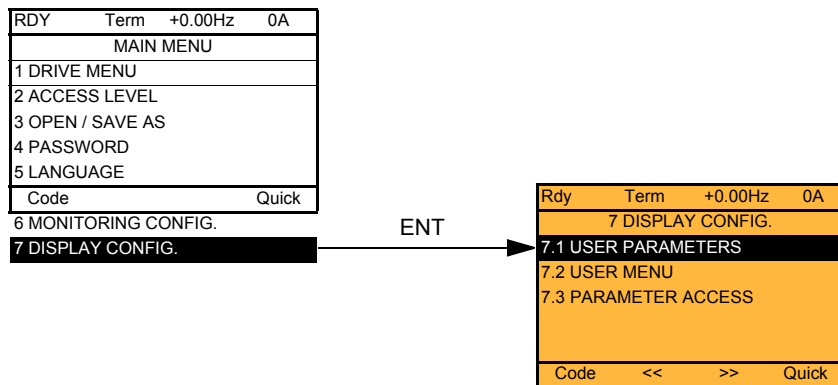 RDY Term +0.00Hz 0A
MAIN MENU
1 DRIVE MENU
2 ACCESS LEVEL
3 OPEN / SAVE AS
4 PASSWORD
5 LANGUAGE
Code Quick
6 MONITORING CONFIG.
7 DISPLAY CONFIG.
ENT
Rdy Term +0.00Hz 0A
7 DISPLAY CONFIG.
7.1 USER PARAMETERS
7.2 USER MENU
7.3 PARAMETER ACCESS
Code << >> Quick